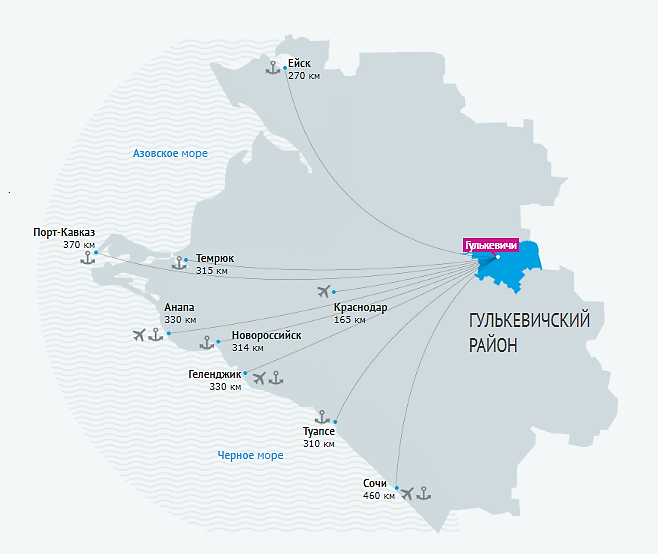 Ейск
270 км
Азовское море
Порт-Кавказ
370 км
Гулькевичи
Темрюк
315 км
Анапа
330 км
Краснодар
165 км
ГУЛЬКЕВИЧСКИЙ
РАЙОН
Новороссийск
314 км
Геленджик
330 км
Туапсе
310 км
Черное море
Сочи
460 км